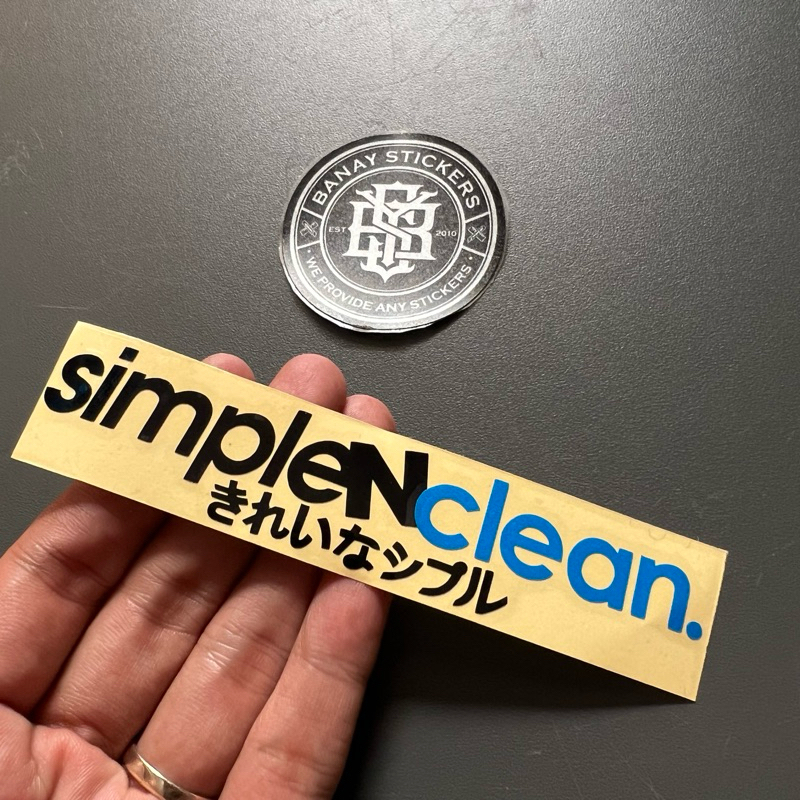 BANAY STICKERS
EST 2010
WE PROVIDE ANY STICKERS
simpleNclean.
きれいなシプル